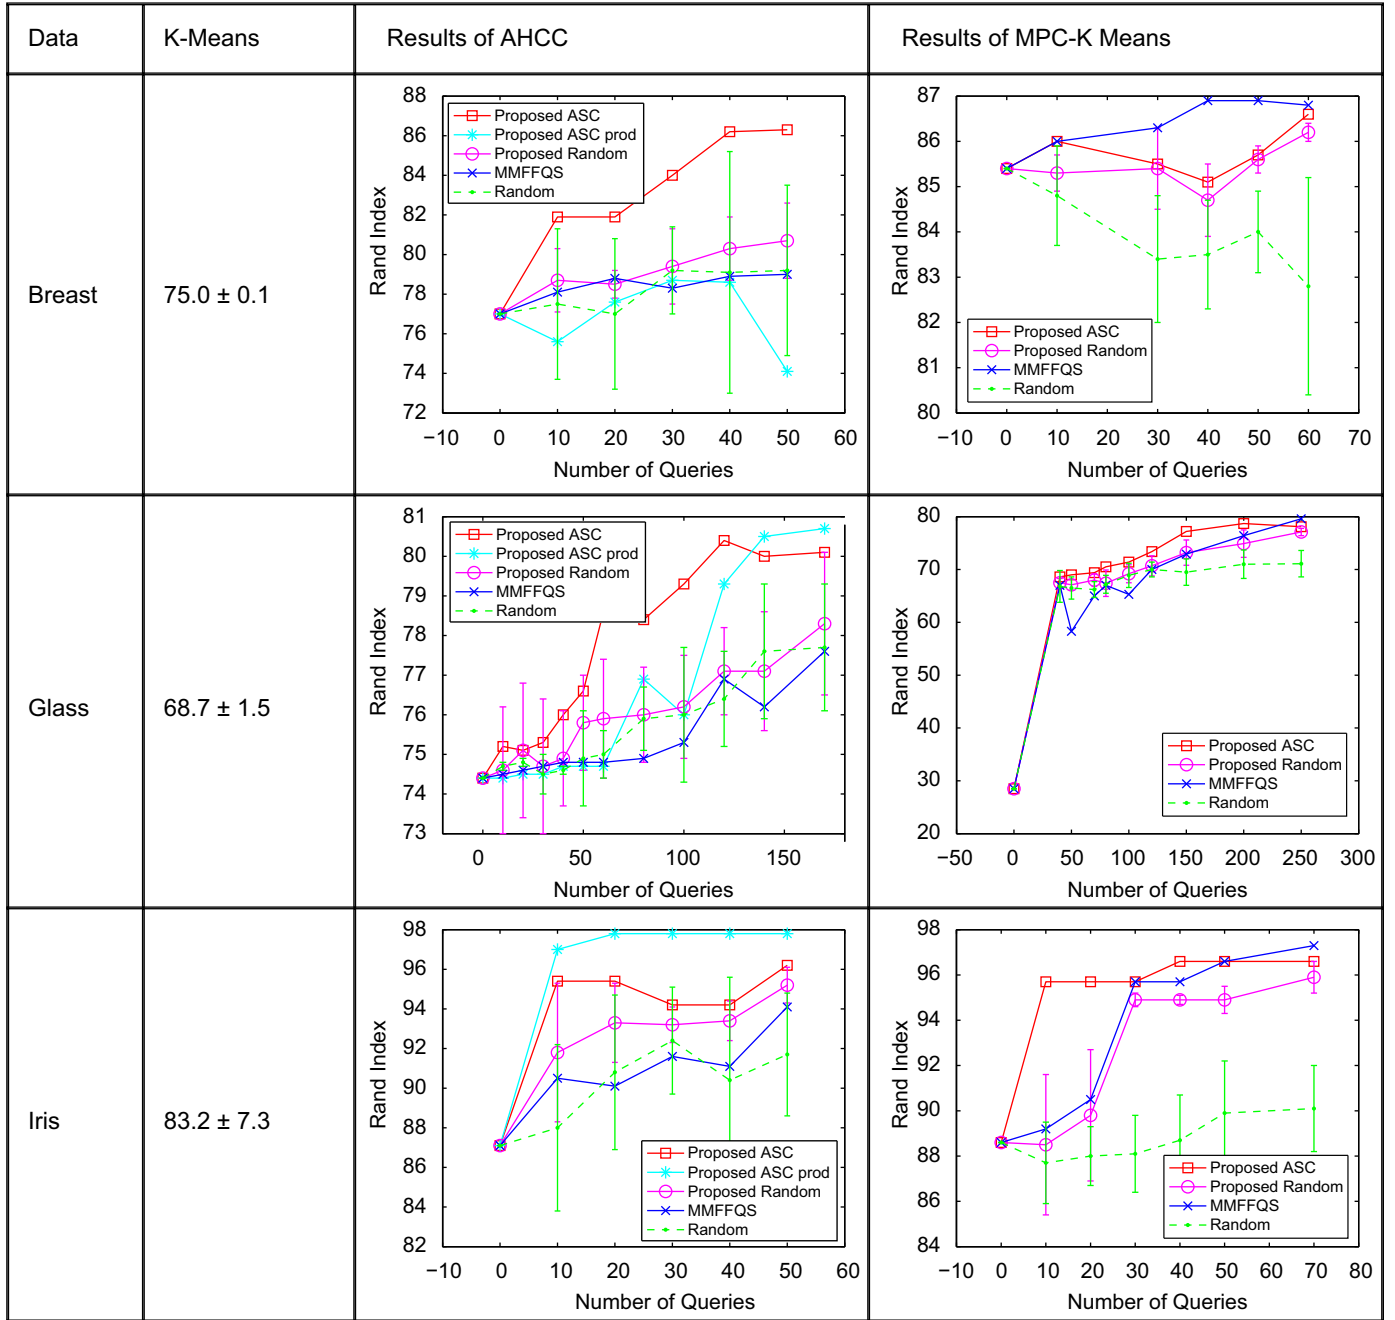 Data K-Means Results of AHCC Results of MPC-K Means
Breast
75.0 ± 0.1
88
86
84
82
80
78
76
74
72
Rand Index
Proposed ASC
Proposed ASC prod
Proposed Random
MMFFQS
Random
−10 0 10 20 30 40 50 60
Number of Queries
87
86
85
84
83
82
81
80
Rand Index
Proposed ASC
Proposed Random
MMFFQS
Random
−10 0 10 20 30 40 50 60 70
Number of Queries
Glass
68.7 ± 1.5
81
80
79
78
77
76
75
74
73
Rand Index
Proposed ASC
Proposed ASC prod
Proposed Random
MMFFQS
Random
0 50 100 150
Number of Queries
80
70
60
50
40
30
20
Rand Index
Proposed ASC
Proposed Random
MMFFQS
Random
−50 0 50 100 150 200 250 300
Number of Queries
Iris
83.2 ± 7.3
98
96
94
92
90
88
86
84
82
Rand Index
Proposed ASC
Proposed ASC prod
Proposed Random
MMFFQS
Random
−10 0 10 20 30 40 50 60
Number of Queries
98
96
94
92
90
88
86
84
Rand Index
Proposed ASC
Proposed Random
MMFFQS
Random
−10 0 10 20 30 40 50 60 70 80
Number of Queries